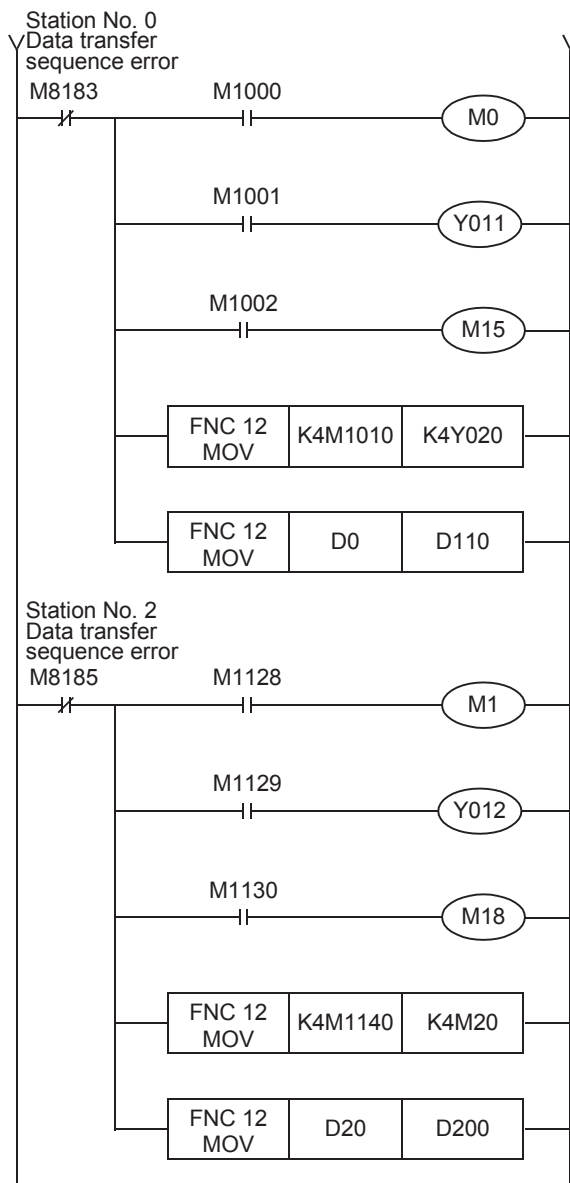 Station No. 0
Data transfer
sequence error
M8183 M1000
M0
M1001
Y011
M1002
M15
FNC 12
MOV
K4M1010
K4Y020
FNC 12
MOV
D0
D110
Station No. 2
Data transfer
sequence error
M8185 M1128
M1
M1129
Y012
M1130
M18
FNC 12
MOV
K4M1140
K4M20
FNC 12
MOV
D20
D200